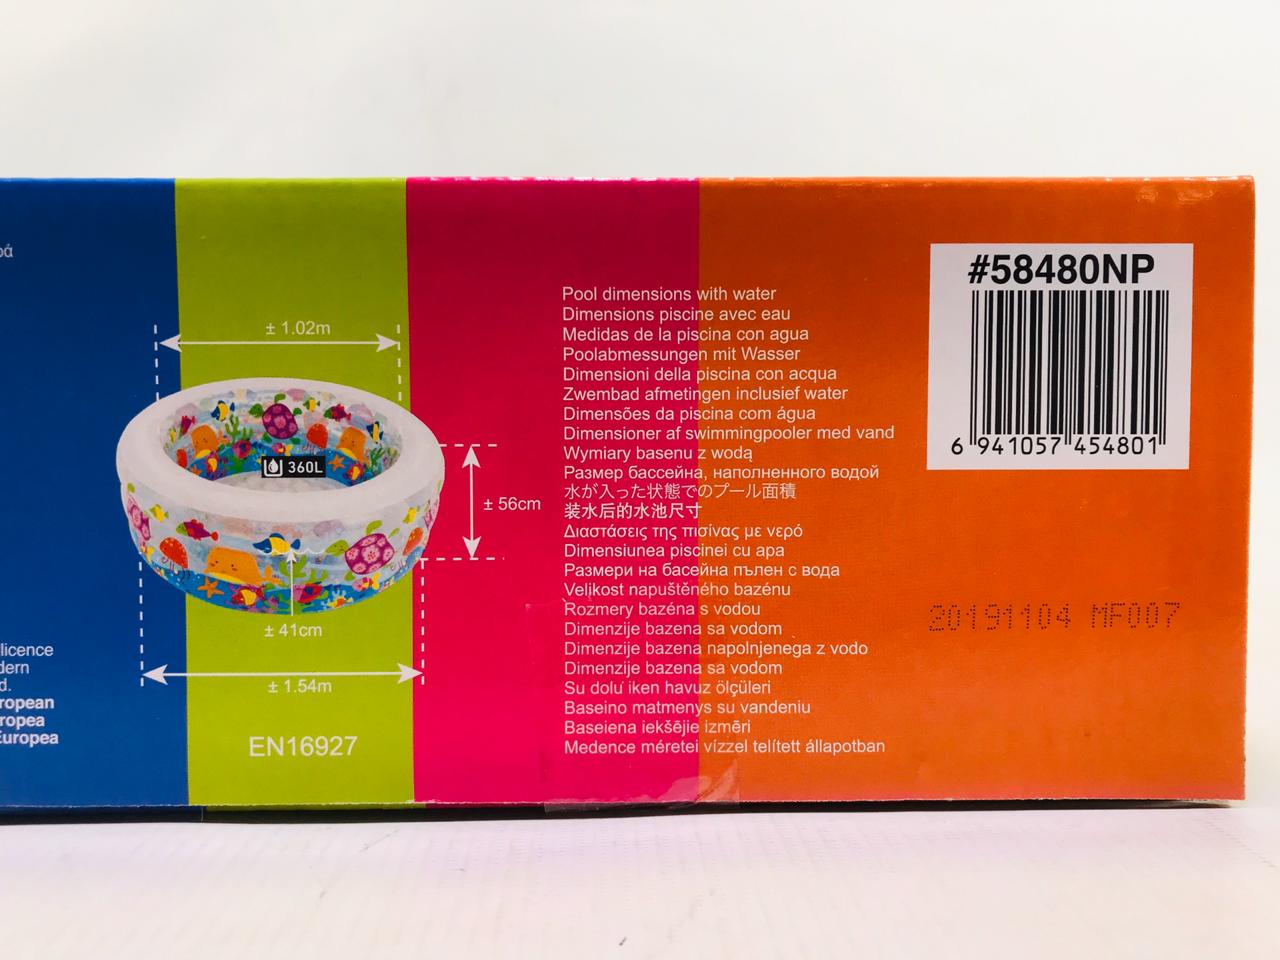 ρά
± 1.02m
360L
± 56cm
± 41cm
± 1.54m
EN16927
licence
dern
d.
ropean
ropea
Europea
Pool dimensions with water
Dimensions piscine avec eau
Medidas de la piscina con agua
Poolabmessungen mit Wasser
Dimensioni della piscina con acqua
Zwembad afmetingen inclusief water
Dimensões da piscina com água
Dimensioner af swimmingpooler med vand
Wymiary basenu z wodą
Размер бассейна, наполненного водой
水が入った状態でのプール面積
装水后的水池尺寸
Διαστάσεις της πισίνας με νερό
Dimensiunea piscinei cu apa
Размери на басейна пълен с вода
Velikost napuštěného bazénu
Rozmery bazéna s vodou
Dimenzije bazena sa vodom
Dimenzije bazena napolnjenega z vodo
Dimenzije bazena sa vodom
Su dolu iken havuz ölçüleri
Baseino matmenys su vandeniu
Baseiena iekšējie izmēri
Medence méretei vízzel telített állapotban
#58480NP
6 941057 454801
20191104 MF007